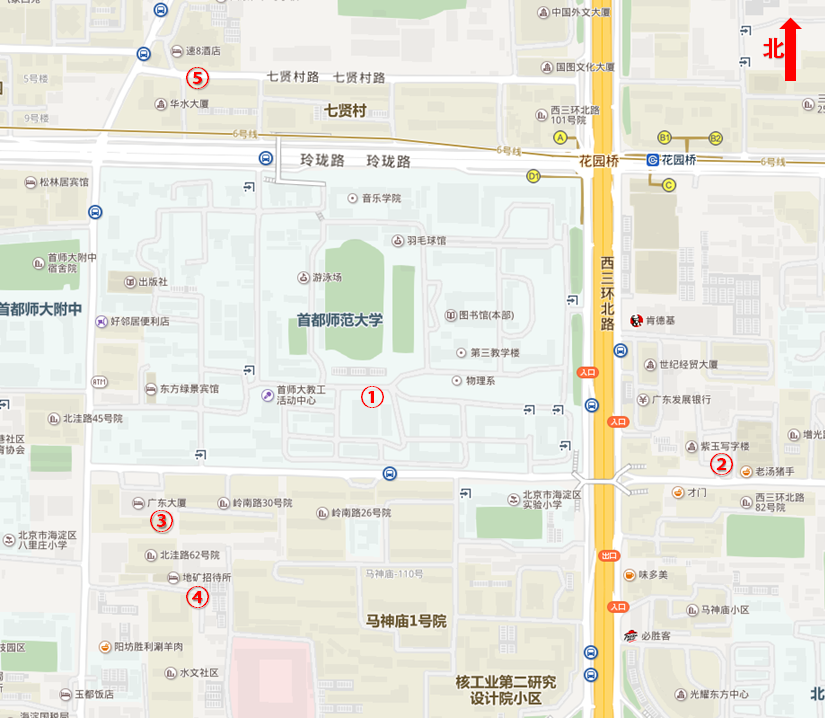 中国外文大厦
北
速8酒店
5号楼
⑤
七贤村路 七贤村路
国图文化大厦
华水大厦
七贤村
西三环北路
101号院
9号楼
6号线
A
B1
B2
6号线
玲珑路 玲珑路
花园桥
花园桥
6号线
D1
C
松林居宾馆
音乐学院
羽毛球馆
首师大附中
宿舍院
西三环北路
出版社
游泳场
首都师大附中
好邻居便利店
首都师范大学
图书馆(本部)
肯德基
第三教学楼
世纪经贸大厦
入口
ATM
东方绿景宾馆
首师大教工
活动中心
①
物理系
广东发展银行
北洼路45号院
入口
增光
紫玉写字楼
②
老汤猪手
才门
广东大厦
③
岭南路30号院
岭南路26号院
北京市海淀区
实验小学
西三环北路
82号院
北京市海淀区
八里庄小学
北洼路62号院
出口
地矿招待所
④
马神庙-110号
味多美
入口
马神庙小区
马神庙1号院
必胜客
阳坊胜利涮羊肉
水文社区
核工业第二研究
设计院小区
玉都饭店
光耀东方中心
北